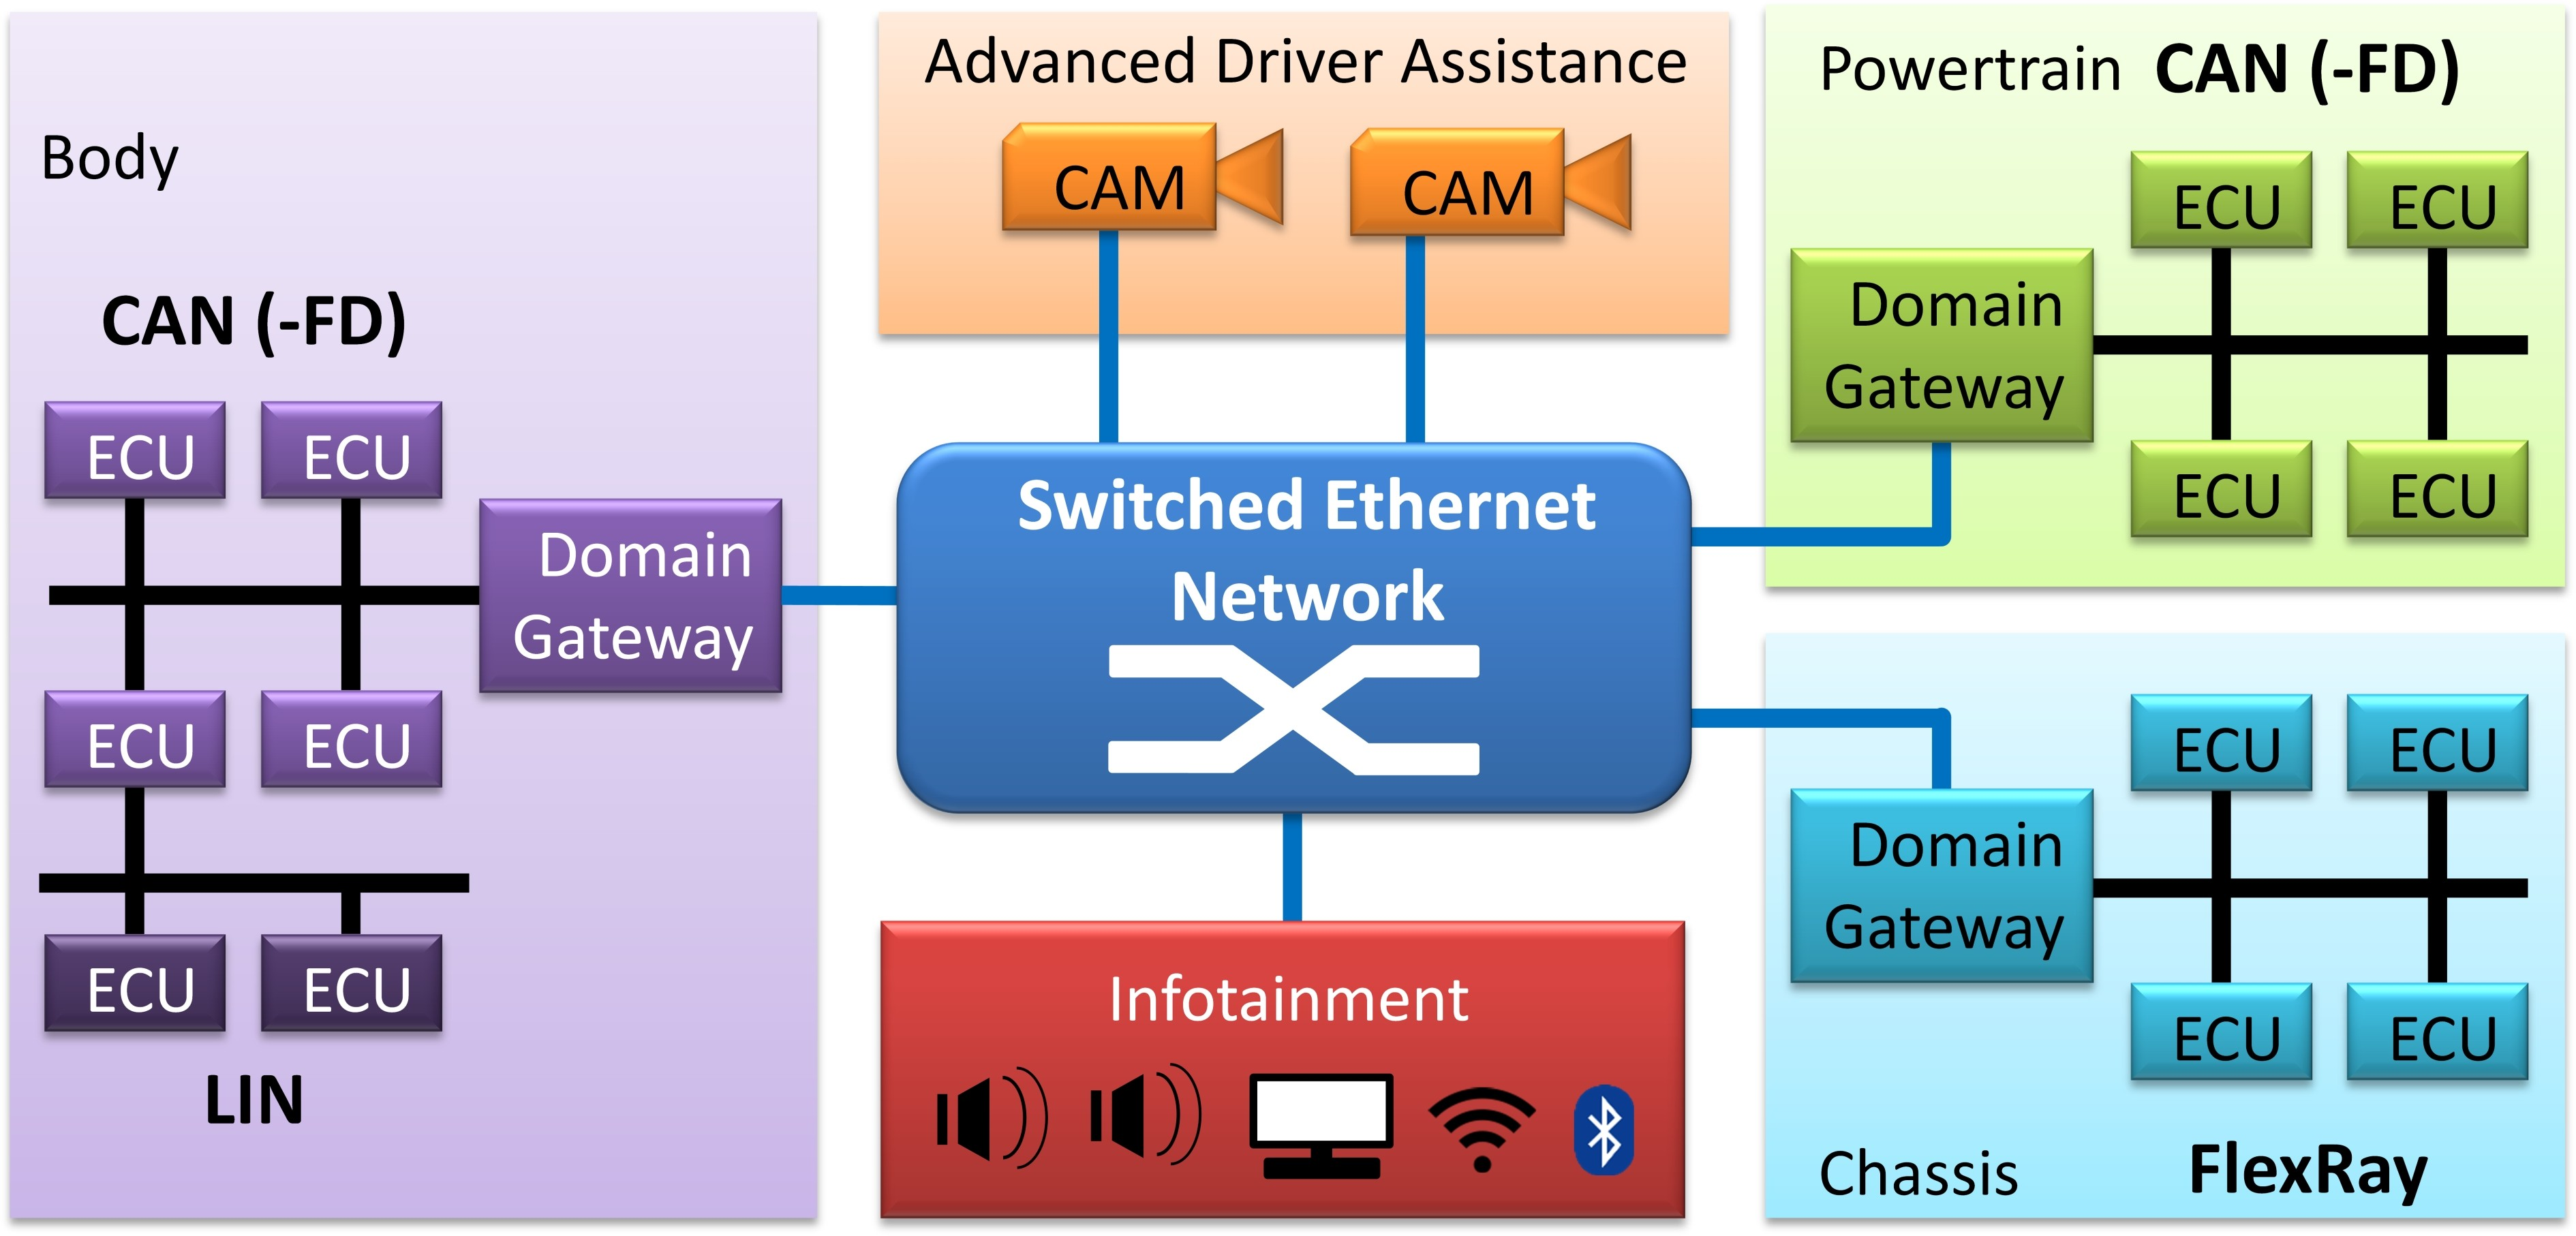 Body
CAN (-FD)
ECU
ECU
Domain
Gateway
ECU
ECU
ECU
ECU
LIN
Advanced Driver Assistance
CAM
CAM
Switched Ethernet
Network
Infotainment
Powertrain CAN (-FD)
ECU
ECU
Domain
Gateway
ECU
ECU
ECU
ECU
Domain
Gateway
ECU
ECU
Chassis FlexRay